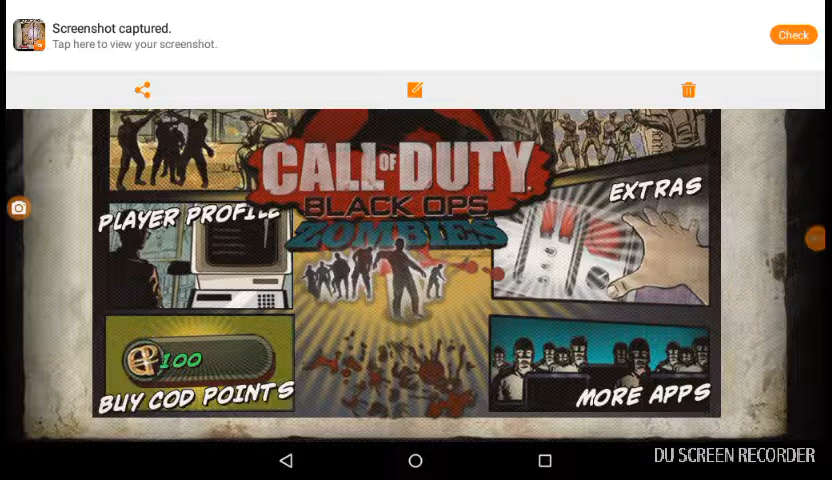 Screenshot captured.
Tap here to view your screenshot.
Check
CALL OF DUTY
BLACK OPS
ZOMBIES
PLAYER PROFILE
EXTRAS
100
BUY COD POINTS
MORE APPS
DU SCREEN RECORDER